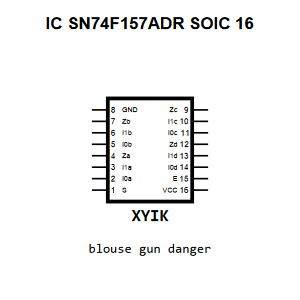 IC SN74F157ADR SOIC 16
8 GND Zc 9
7 Zb I1c 10
6 I1b I0c 11
5 I0b Zd 12
4 Za I1d 13
3 I1a I0d 14
2 I0a E 15
1 S VCC 16
XYIK
blouse gun danger